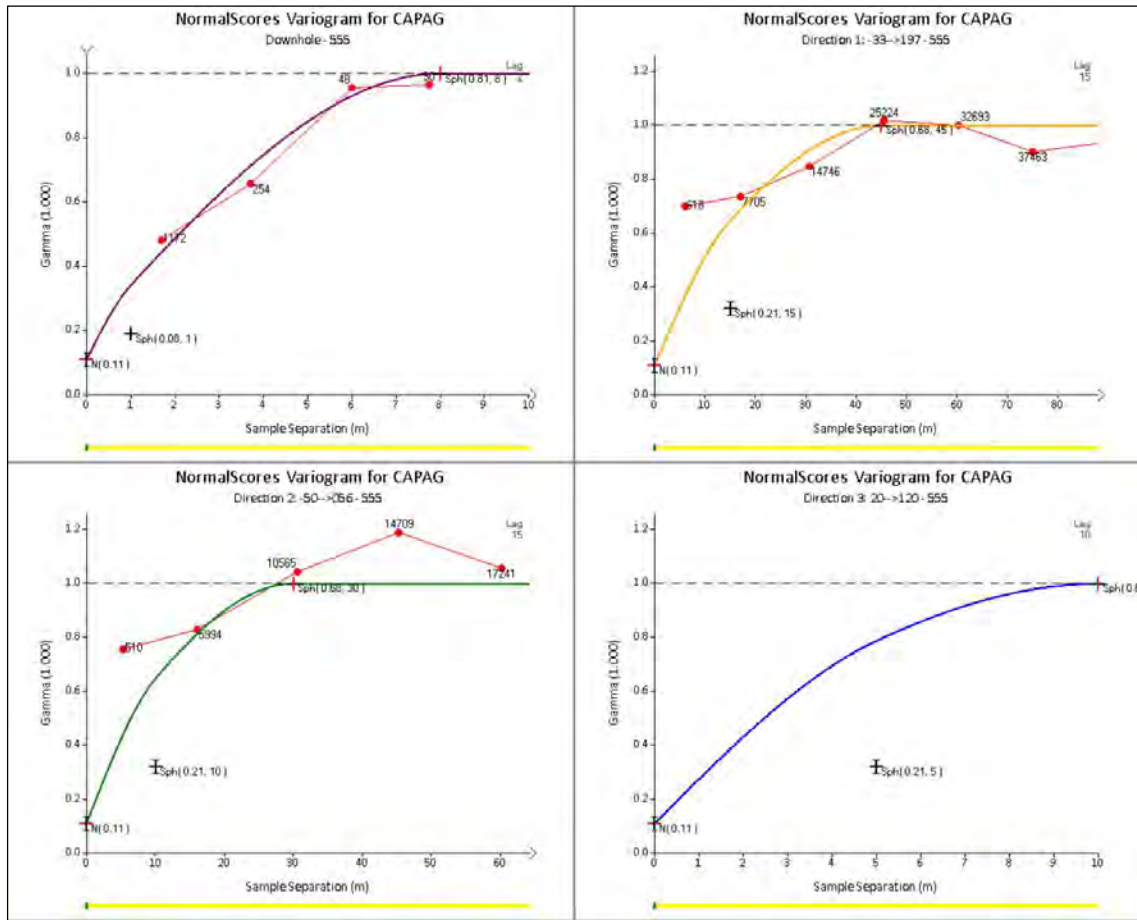 NormalScores Variogram for CAPAG
Downhole - 555
Lag
4
1.0
0.8
0.6
0.4
0.2
0.0
Gamma (1.000)
48
Sph( 0.81, 8 )
254
1172
Sph( 0.08, 1 )
N( 0.11 )
0 1 2 3 4 5 6 7 8 9 10
Sample Separation (m)
NormalScores Variogram for CAPAG
Direction 1: -33-->197 - 555
Lag
15
1.2
1.0
0.8
0.6
0.4
0.2
0.0
Gamma (1.000)
25224
32693
Sph( 0.68, 45 )
37463
14746
7705
618
Sph( 0.21, 15 )
N( 0.11 )
0 10 20 30 40 50 60 70 80
Sample Separation (m)
NormalScores Variogram for CAPAG
Direction 2: -50-->056 - 555
Lag
15
1.2
1.0
0.8
0.6
0.4
0.2
0.0
Gamma (1.000)
14709
10565
17241
Sph( 0.68, 30 )
5994
510
Sph( 0.21, 10 )
N( 0.11 )
0 10 20 30 40 50 60
Sample Separation (m)
NormalScores Variogram for CAPAG
Direction 3: 20-->120 - 555
Lag
10
1.2
1.0
0.8
0.6
0.4
0.2
0.0
Gamma (1.000)
Sph( 0.21, 5 )
N( 0.11 )
0 1 2 3 4 5 6 7 8 9 10
Sample Separation (m)